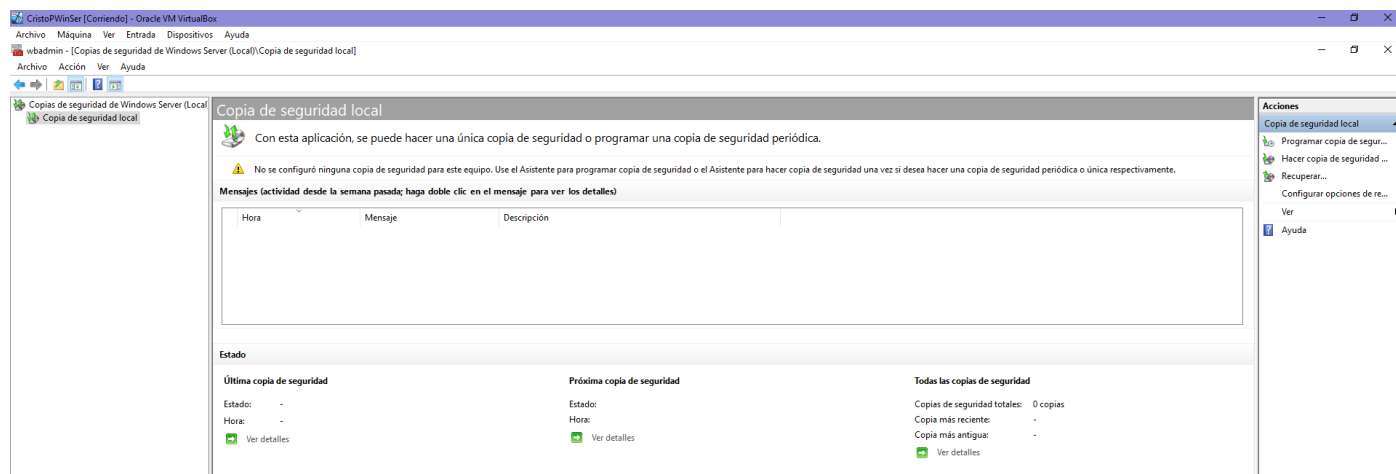 CristoPWinSer [Corriendo] - Oracle VM VirtualBox
Archivo Máquina Ver Entrada Dispositivos Ayuda
wbadmin - [Copias de seguridad de Windows Server (Local)\Copia de seguridad local]
Archivo Acción Ver Ayuda
Copias de seguridad de Windows Server (Local
Copia de seguridad local
Copia de seguridad local
Con esta aplicación, se puede hacer una única copia de seguridad o programar una copia de seguridad periódica.
No se configuró ninguna copia de seguridad para este equipo. Use el Asistente para programar copia de seguridad o el Asistente para hacer copia de seguridad una vez si desea hacer una copia de seguridad periódica o única respectivamente.
Mensajes (actividad desde la semana pasada; haga doble clic en el mensaje para ver los detalles)
Hora Mensaje Descripción
Estado
Última copia de seguridad
Estado: -
Hora: -
Ver detalles
Próxima copia de seguridad
Estado:
Hora:
Ver detalles
Todas las copias de seguridad
Copias de seguridad totales: 0 copias
Copia más reciente: -
Copia más antigua: -
Ver detalles
Acciones
Copia de seguridad local
Programar copia de segur...
Hacer copia de seguridad ...
Recuperar...
Configurar opciones de re...
Ver
Ayuda